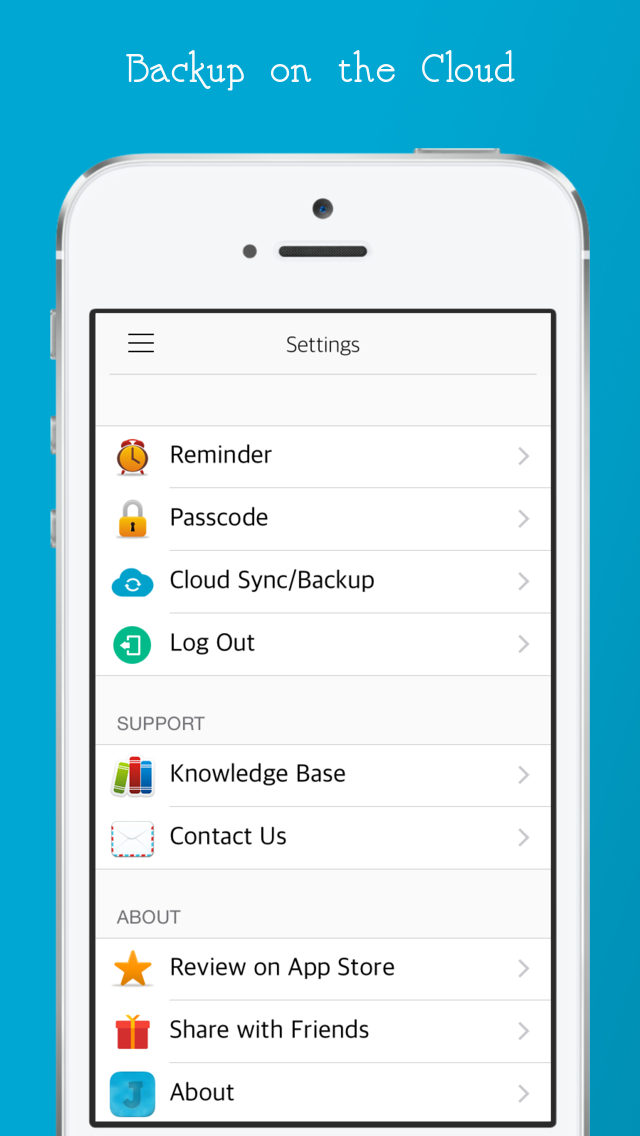 Backup on the Cloud
Settings
Reminder
Passcode
Cloud Sync/Backup
Log Out
SUPPORT
Knowledge Base
Contact Us
ABOUT
Review on App Store
Share with Friends
J
About